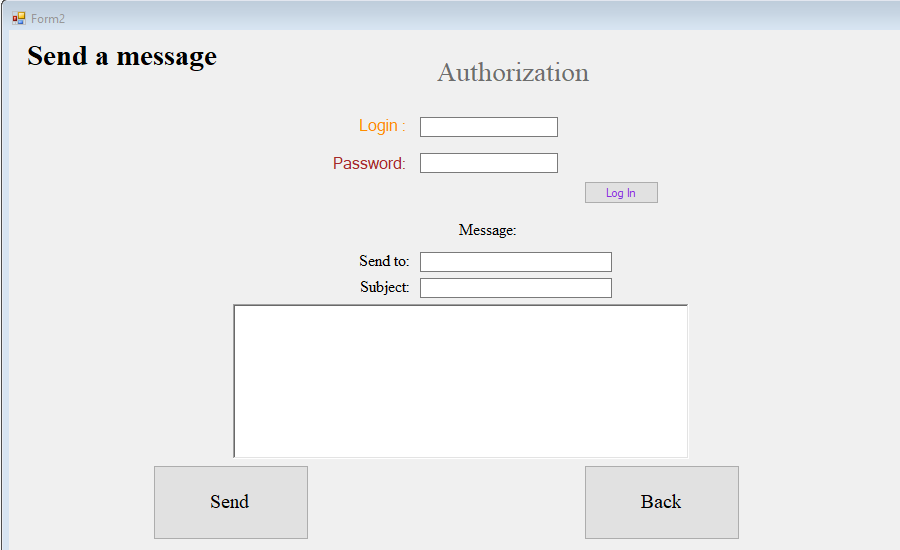 Form2
Send a message
Authorization
Login :
Password:
Log In
Message:
Send to:
Subject:
Send
Back